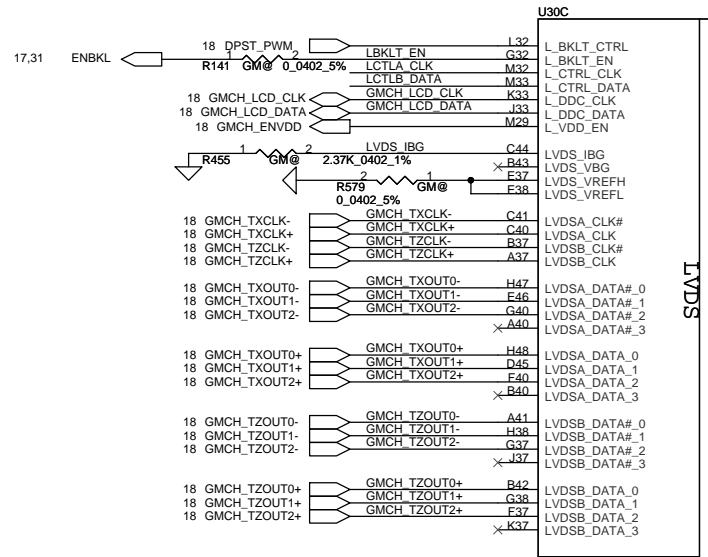 U30C
18 DPST_PWM L32 L_BKLT_CTRL
17,31 ENBKL 1 2 LBKLT_EN G32 L_BKLT_EN
R141 GM@ 0_0402_5% LCTLA_CLK M32 L_CTRL_CLK
LCTLB_DATA M33 L_CTRL_DATA
18 GMCH_LCD_CLK GMCH_LCD_CLK K33 L_DDC_CLK
18 GMCH_LCD_DATA GMCH_LCD_DATA J33 L_DDC_DATA
18 GMCH_ENVDD M29 L_VDD_EN
1 2 LVDS_IBG C44 LVDS_IBG
R455 GM@ 2.37K_0402_1% B43 LVDS_VBG
2 1 E37 LVDS_VREFH
R579 GM@ E38 LVDS_VREFL
0_0402_5%
18 GMCH_TXCLK- GMCH_TXCLK- C41 LVDSA_CLK#
18 GMCH_TXCLK+ GMCH_TXCLK+ C40 LVDSA_CLK
18 GMCH_TZCLK- GMCH_TZCLK- B37 LVDSB_CLK#
18 GMCH_TZCLK+ GMCH_TZCLK+ A37 LVDSB_CLK
LVDS
18 GMCH_TXOUT0- GMCH_TXOUT0- H47 LVDSA_DATA#_0
18 GMCH_TXOUT1- GMCH_TXOUT1- E46 LVDSA_DATA#_1
18 GMCH_TXOUT2- GMCH_TXOUT2- G40 LVDSA_DATA#_2
A40 LVDSA_DATA#_3
18 GMCH_TXOUT0+ GMCH_TXOUT0+ H48 LVDSA_DATA_0
18 GMCH_TXOUT1+ GMCH_TXOUT1+ D45 LVDSA_DATA_1
18 GMCH_TXOUT2+ GMCH_TXOUT2+ F40 LVDSA_DATA_2
B40 LVDSA_DATA_3
18 GMCH_TZOUT0- GMCH_TZOUT0- A41 LVDSB_DATA#_0
18 GMCH_TZOUT1- GMCH_TZOUT1- H38 LVDSB_DATA#_1
18 GMCH_TZOUT2- GMCH_TZOUT2- G37 LVDSB_DATA#_2
J37 LVDSB_DATA#_3
18 GMCH_TZOUT0+ GMCH_TZOUT0+ B42 LVDSB_DATA_0
18 GMCH_TZOUT1+ GMCH_TZOUT1+ G38 LVDSB_DATA_1
18 GMCH_TZOUT2+ GMCH_TZOUT2+ F37 LVDSB_DATA_2
K37 LVDSB_DATA_3